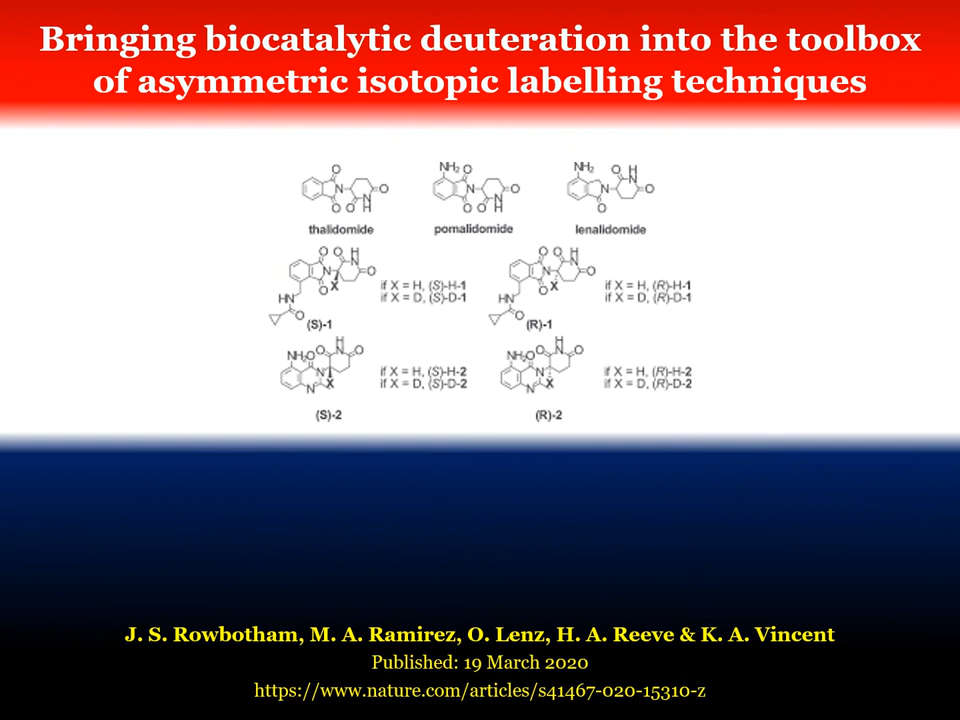 Bringing biocatalytic deuteration into the toolbox
of asymmetric isotopic labelling techniques
thalidomide
pomalidomide
lenalidomide
if X = H, (S)-H-1
if X = D, (S)-D-1
(S)-1
if X = H, (R)-H-1
if X = D, (R)-D-1
(R)-1
if X = H, (S)-H-2
if X = D, (S)-D-2
(S)-2
if X = H, (R)-H-2
if X = D, (R)-D-2
(R)-2
J. S. Rowbotham, M. A. Ramirez, O. Lenz, H. A. Reeve & K. A. Vincent
Published: 19 March 2020
https://www.nature.com/articles/s41467-020-15310-z